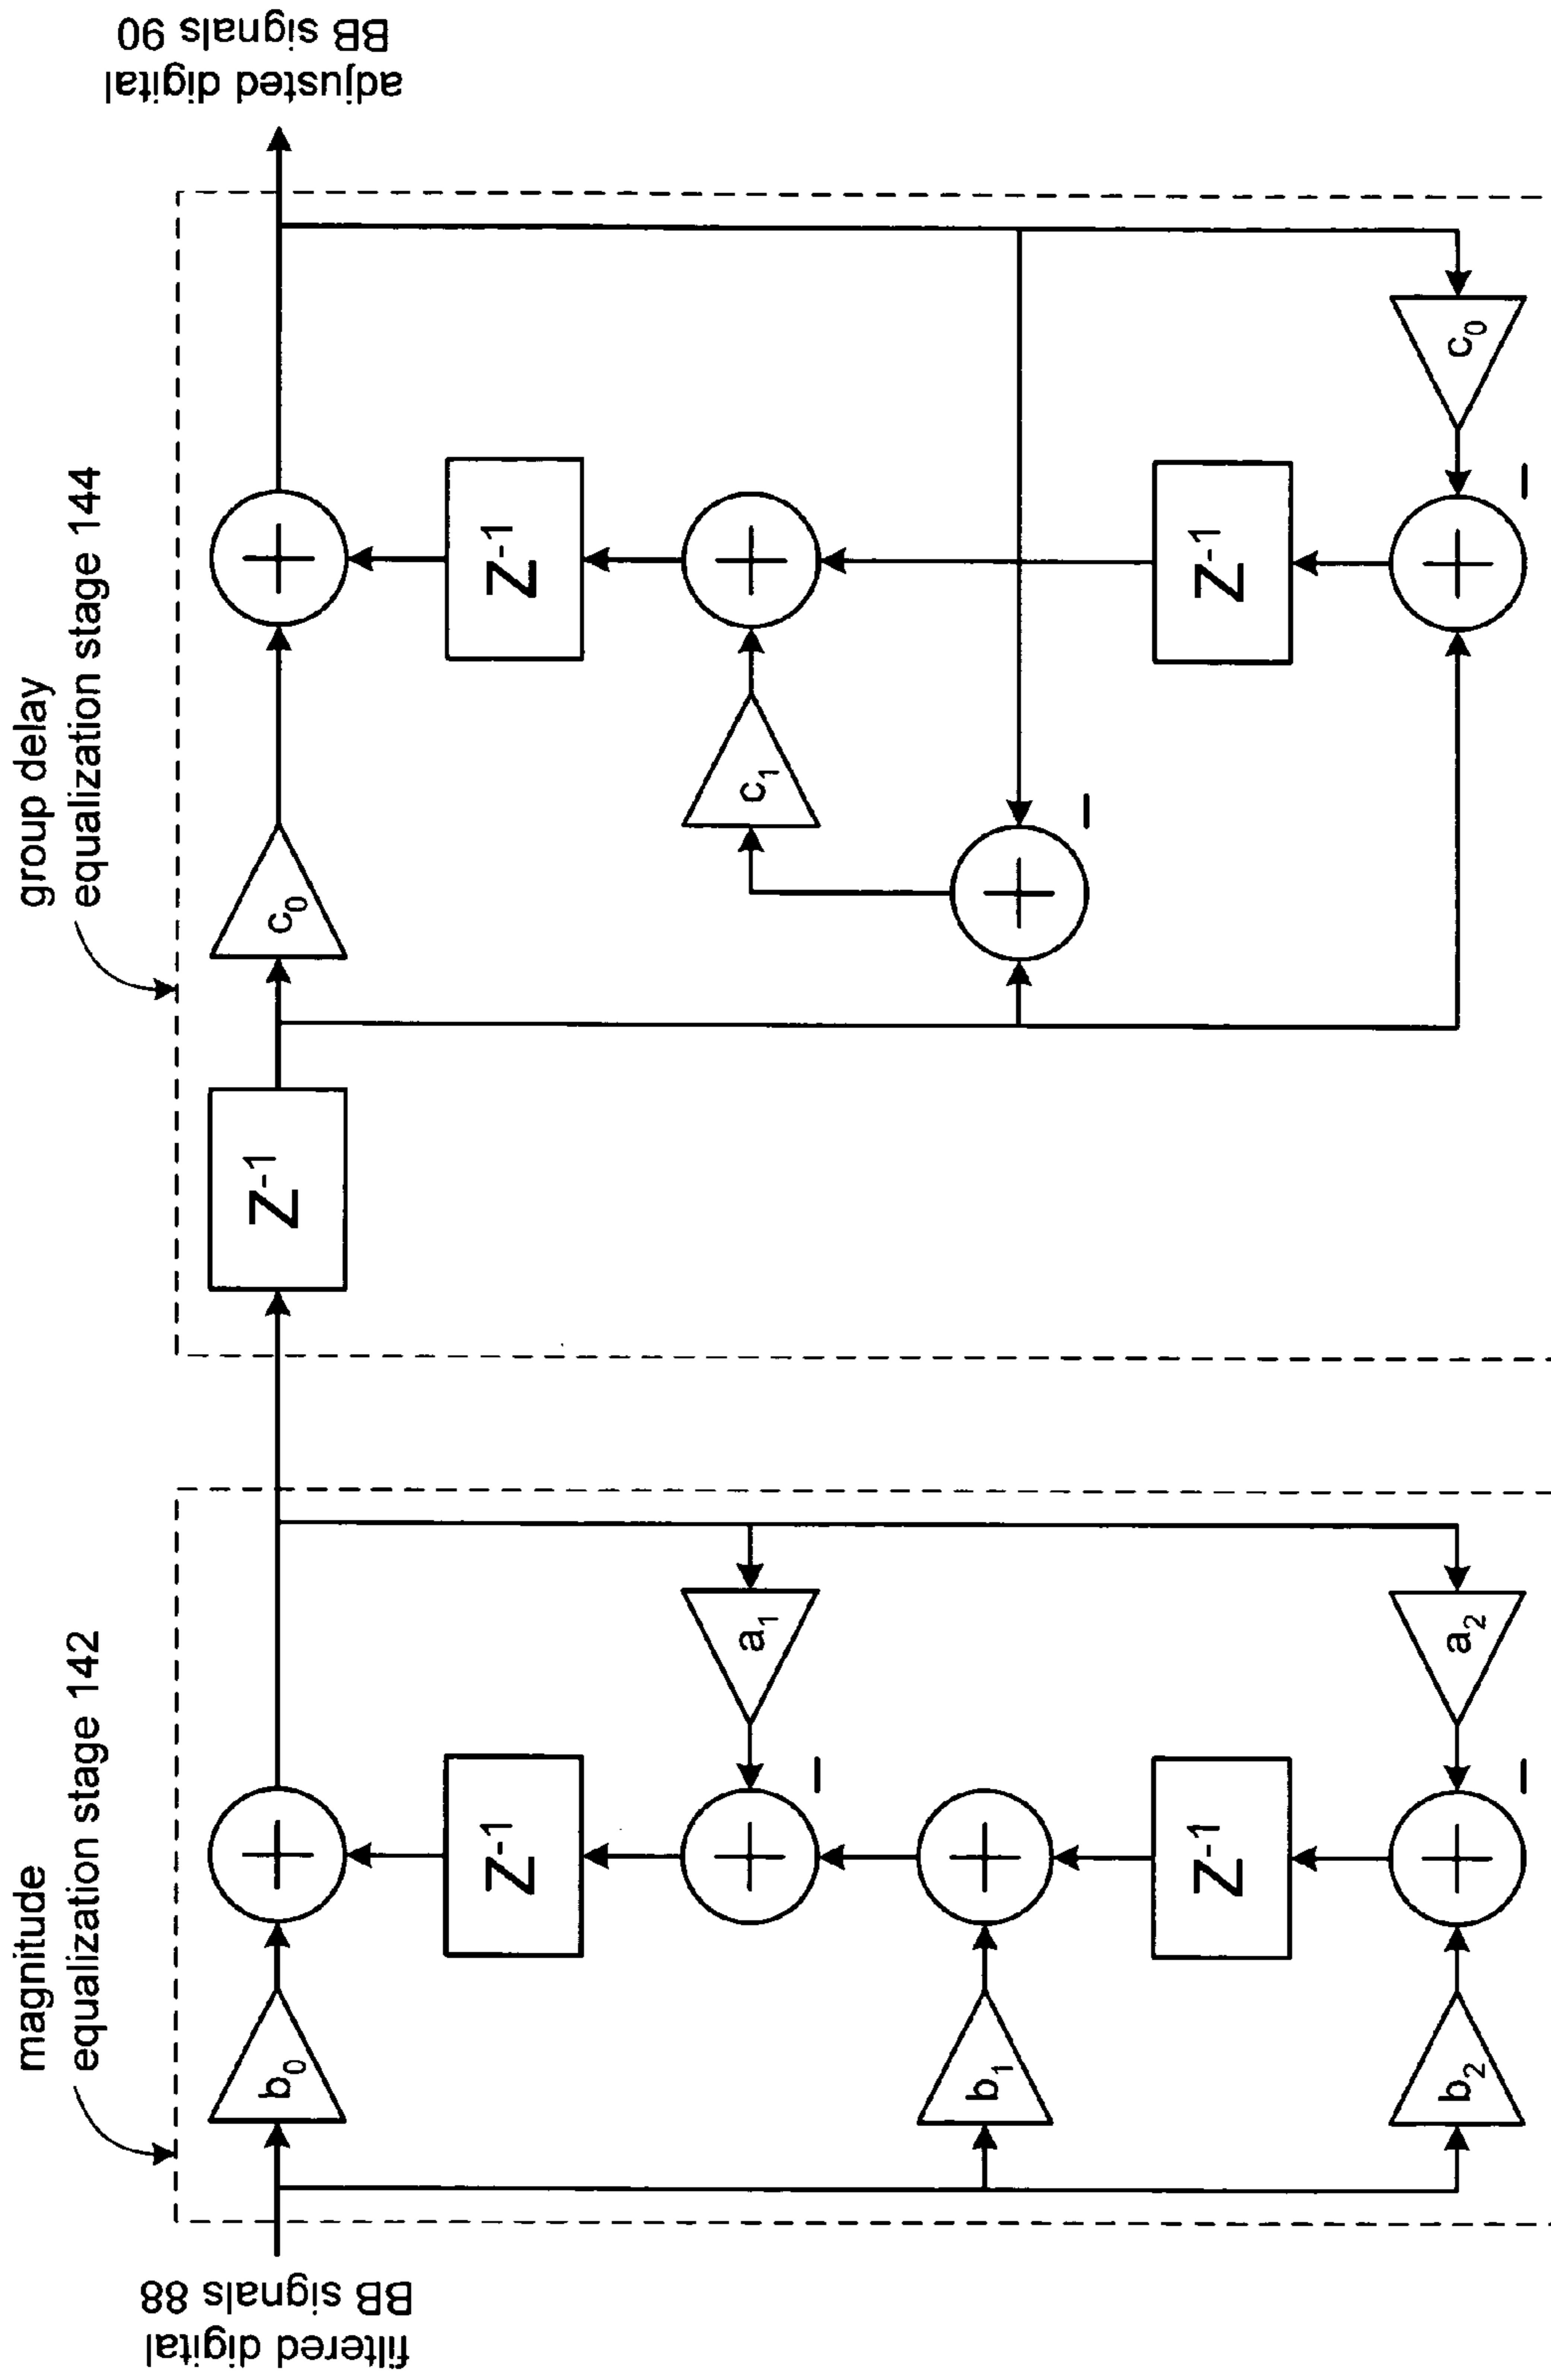 magnitude
equalization stage 142
group delay
equalization stage 144
filtered digital
BB signals 88
b₀
+
Z⁻¹
+
−
a₁
b₁
+
Z⁻¹
b₂
+
−
a₂
Z⁻¹
c₀
+
adjusted digital
BB signals 90
Z⁻¹
c₁
+
+
−
Z⁻¹
+
−
c₀